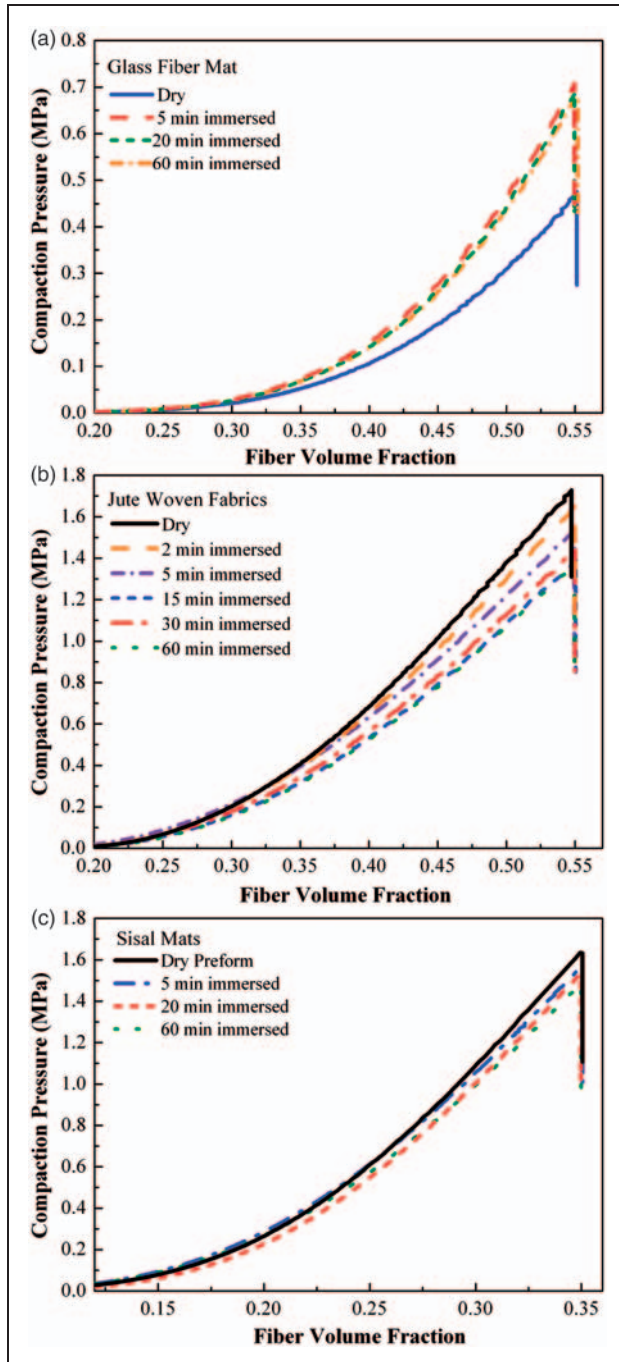 (a)
0.8
0.7
0.6
0.5
0.4
0.3
0.2
0.1
0.0
Compaction Pressure (MPa)
Glass Fiber Mat
Dry
5 min immersed
20 min immersed
60 min immersed
0.20 0.25 0.30 0.35 0.40 0.45 0.50 0.55
Fiber Volume Fraction
(b)
1.8
1.6
1.4
1.2
1.0
0.8
0.6
0.4
0.2
0.0
Compaction Pressure (MPa)
Jute Woven Fabrics
Dry
2 min immersed
5 min immersed
15 min immersed
30 min immersed
60 min immersed
0.20 0.25 0.30 0.35 0.40 0.45 0.50 0.55
Fiber Volume Fraction
(c)
1.8
1.6
1.4
1.2
1.0
0.8
0.6
0.4
0.2
0.0
Compaction Pressure (MPa)
Sisal Mats
Dry Preform
5 min immersed
20 min immersed
60 min immersed
0.15 0.20 0.25 0.30 0.35
Fiber Volume Fraction